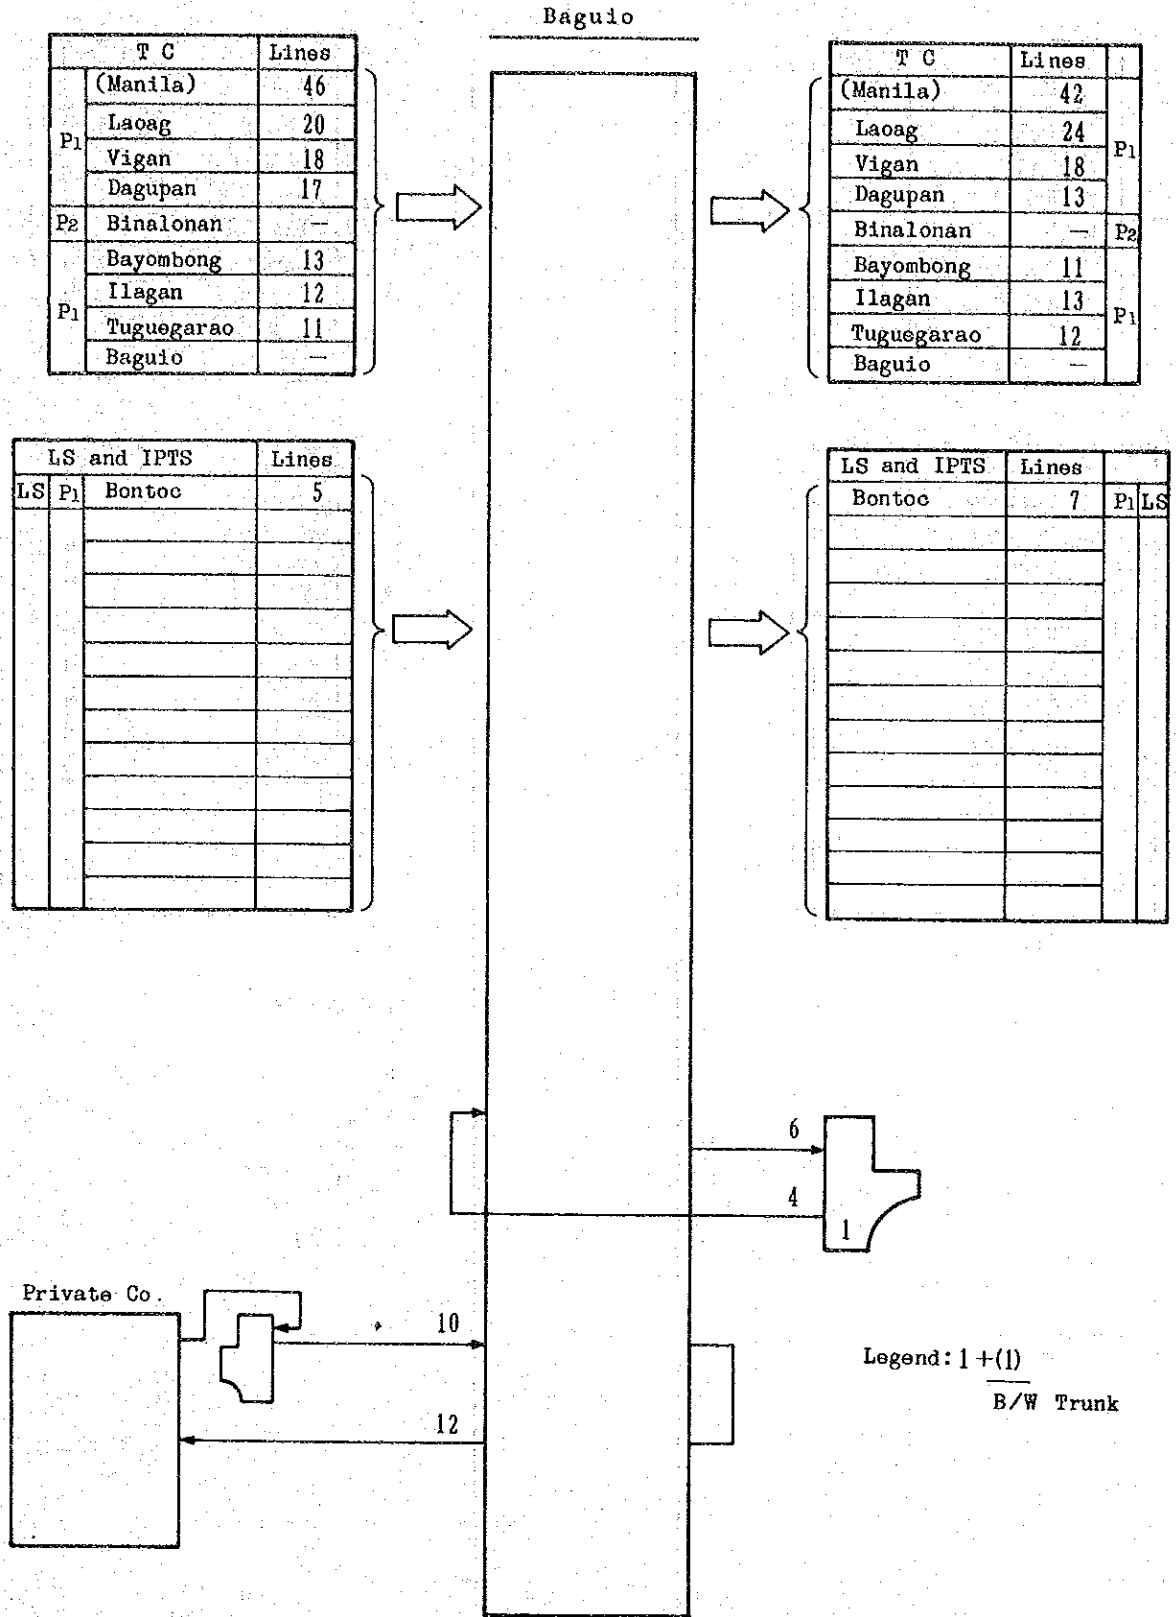 Baguio
T C Lines
P1 (Manila) 46
Laoag 20
Vigan 18
Dagupan 17
P2 Binalonan —
P1 Bayombong 13
Ilagan 12
Tuguegarao 11
Baguio —
T C Lines
(Manila) 42 P1
Laoag 24
Vigan 18
Dagupan 13
Binalonan — P2
Bayombong 11 P1
Ilagan 13
Tuguegarao 12
Baguio —
LS and IPTS Lines
LS P1 Bontoc 5
LS and IPTS Lines
Bontoc 7 P1 LS
6
4
1
Private Co.
10
12
Legend: 1 +(1)
B/W Trunk